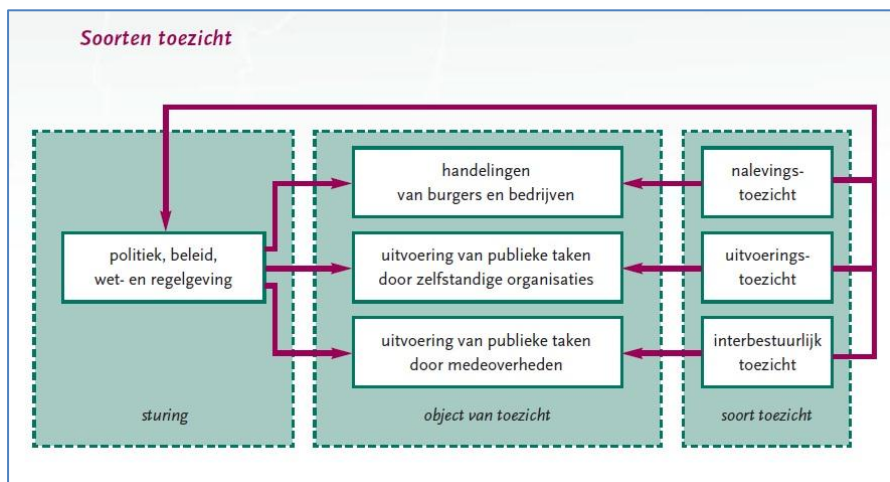 Soorten toezicht
handelingen
van burgers en bedrijven
nalevings-
toezicht
politiek, beleid,
wet- en regelgeving
uitvoering van publieke taken
door zelfstandige organisaties
uitvoerings-
toezicht
uitvoering van publieke taken
door medeoverheden
interbestuurlijk
toezicht
sturing
object van toezicht
soort toezicht